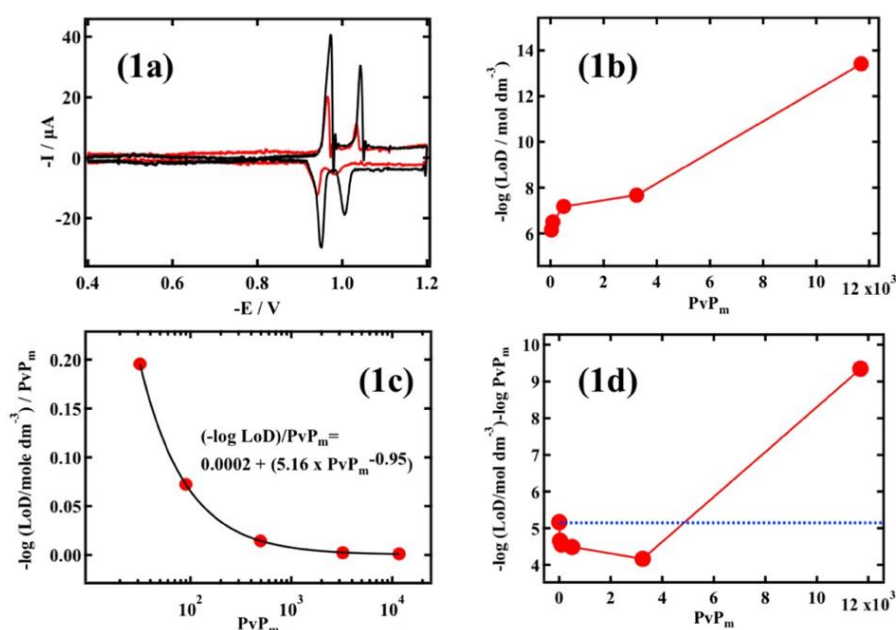 (1a)
40
20
0
-20
-I / µA
0.4
0.6
0.8
1.0
1.2
-E / V
(1b)
14
12
10
8
6
-log (LoD / mol dm-3)
0
2
4
6
8
10
12 x10³
PvPm
(1c)
0.20
0.15
0.10
0.05
0.00
-log (LoD/mole dm-3) / PvPm
(-log LoD)/PvPm=
0.0002 + (5.16 x PvPm-0.95)
10²
10³
10⁴
PvPm
(1d)
10
9
8
7
6
5
4
-log (LoD/mol dm-3)-log PvPm
0
2
4
6
8
10
12 x10³
PvPm